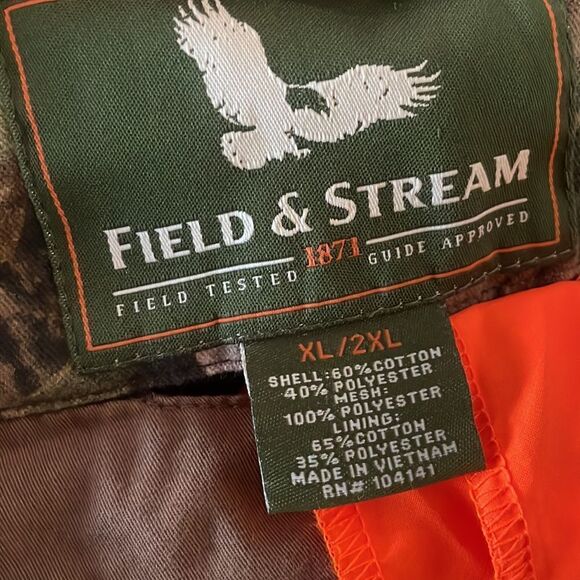 FIELD & STREAM
1871
FIELD TESTED GUIDE APPROVED
XL/2XL
SHELL:60%COTTON
40% POLYESTER
MESH:
100% POLYESTER
LINING:
65%COTTON
35% POLYESTER
MADE IN VIETNAM
RN# 104141